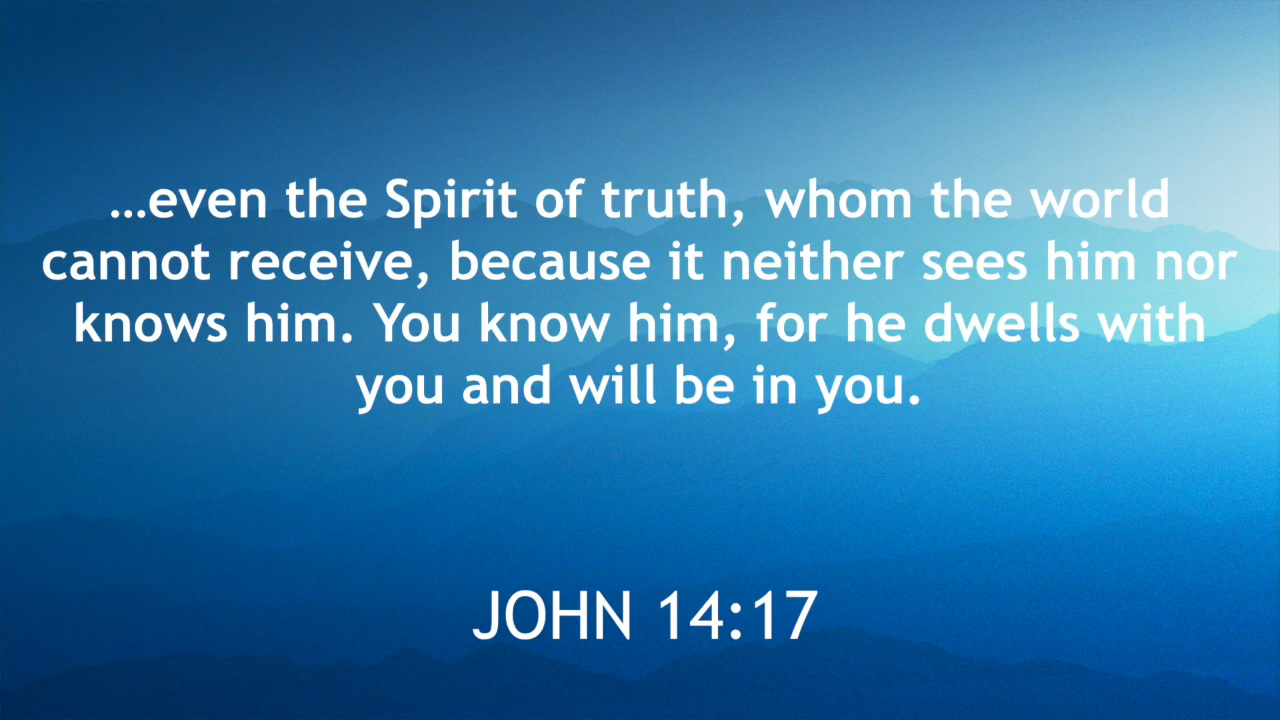 …even the Spirit of truth, whom the world
cannot receive, because it neither sees him nor
knows him. You know him, for he dwells with
you and will be in you.
JOHN 14:17